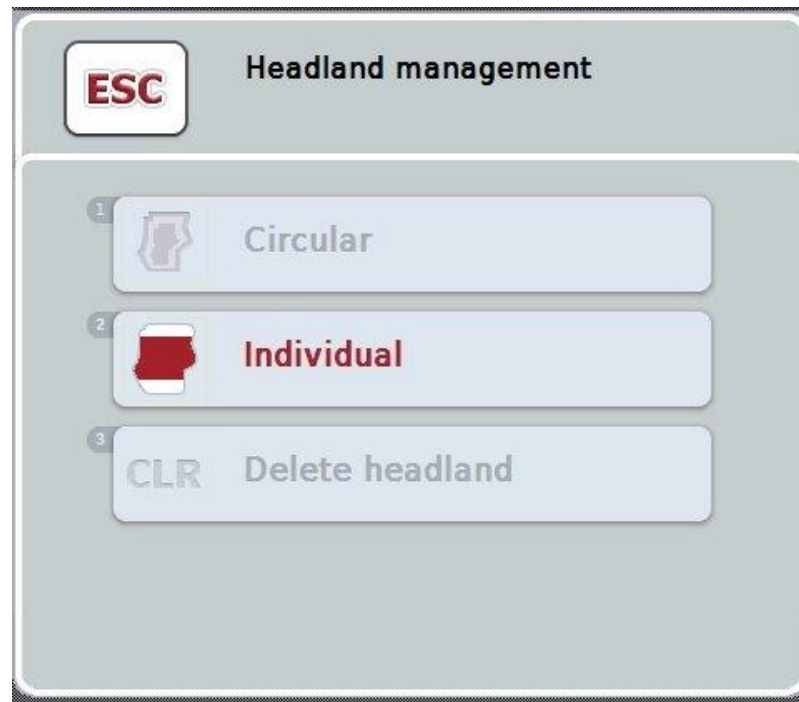 ESC
Headland management
1
Circular
2
Individual
3
CLR
Delete headland